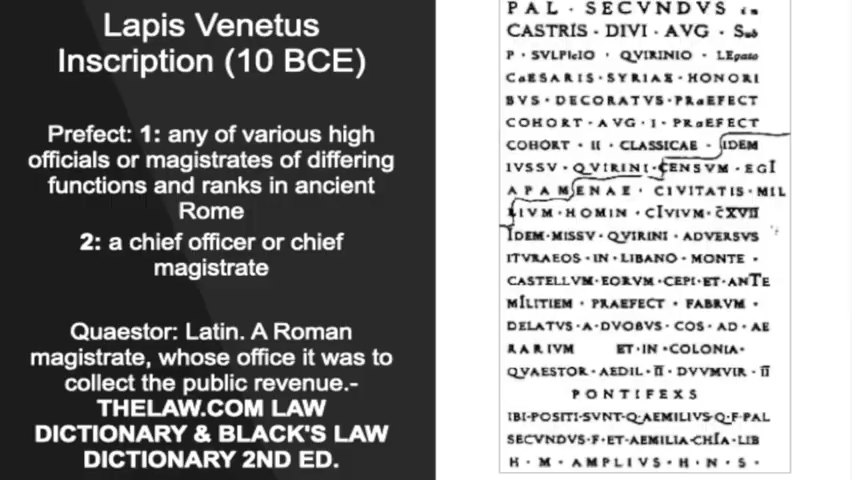 Lapis Venetus
Inscription (10 BCE)
Prefect: 1: any of various high
officials or magistrates of differing
functions and ranks in ancient
Rome
2: a chief officer or chief
magistrate
Quaestor: Latin. A Roman
magistrate, whose office it was to
collect the public revenue.-
THELAW.COM LAW
DICTIONARY & BLACK'S LAW
DICTIONARY 2ND ED.
PAL · SECVNDVS in
CASTRIS · DIVI · AVG · Sub
P · SVLPIcIO · QVIRINIO · LEgato
CaESARIS · SYRIAE · HONORI
BVS · DECORATVS · PRaEFECT
COHORT · AVG · I · PRaEFECT
COHORT · II · CLASSICAE · IDEM
IVSSV · QVIRINI · CENSVM · EGI
APAMENAE · CIVITATIS · MIL
LIVM · HOMIN · CIVIVM · C̅X̅V̅I̅I̅
IDEM · MISSV · QVIRINI · ADVERSVS
ITVRAEOS · IN · LIBANO · MONTE ·
CASTELLVM · EORVM · CEPI · ET · ANTE
MILITIEM · PRAEFECT · FABRVM ·
DELATVS · A · DVOBVS · COS · AD · AE
RARIVM ET · IN · COLONIA ·
QVAESTOR · AEDIL · I̅I̅ · DVVMVIR · I̅I̅
PONTIFEXS
IBI · POSITI · SVNT · Q · AEMILIVS · Q · F · PAL
SECVNDVS · F · ET · AEMILIA · CHIA · LIB
H · M · AMPLIVS · H · N · S ·